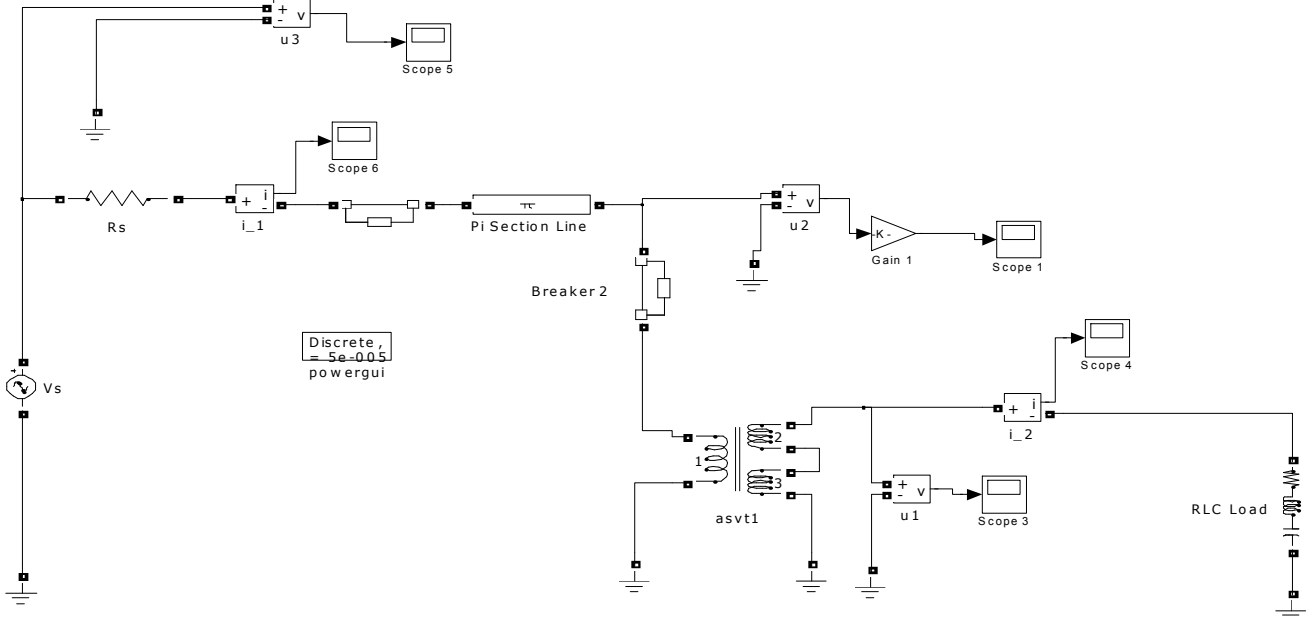 +
-
v
u3
Scope 5
Scope 6
Rs
+
i
-
i_1
Pi Section Line
+
-
v
u2
-K-
Gain 1
Scope 1
Breaker 2
Discrete,
= 5e-005
powergui
Scope 4
+
Vs
+
i
-
i_2
1
2
3
asvt1
+
-
v
u1
Scope 3
RLC Load